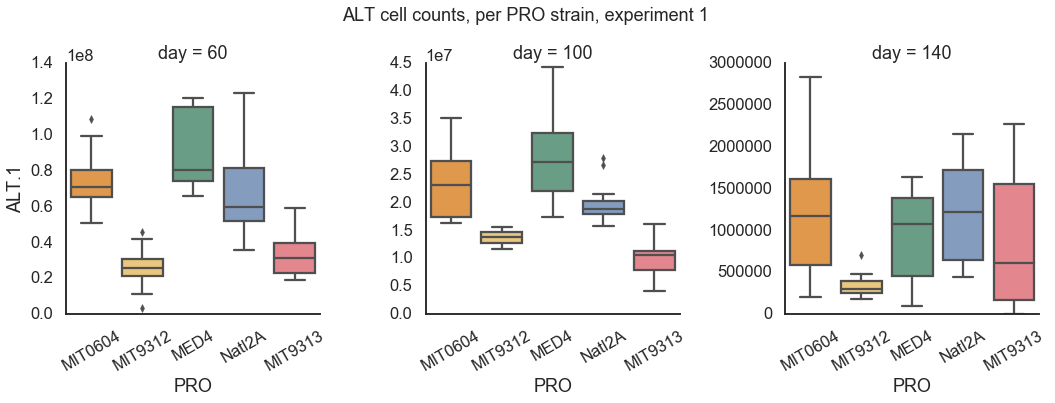 ALT cell counts, per PRO strain, experiment 1
1e8
day = 60
1.4
1.2
1.0
0.8
0.6
0.4
0.2
0.0
ALT.1
MIT0604
MIT9312
MED4
Natl2A
MIT9313
PRO
1e7
day = 100
4.5
4.0
3.5
3.0
2.5
2.0
1.5
1.0
0.5
0.0
MIT0604
MIT9312
MED4
Natl2A
MIT9313
PRO
day = 140
3000000
2500000
2000000
1500000
1000000
500000
0
MIT0604
MIT9312
MED4
Natl2A
MIT9313
PRO